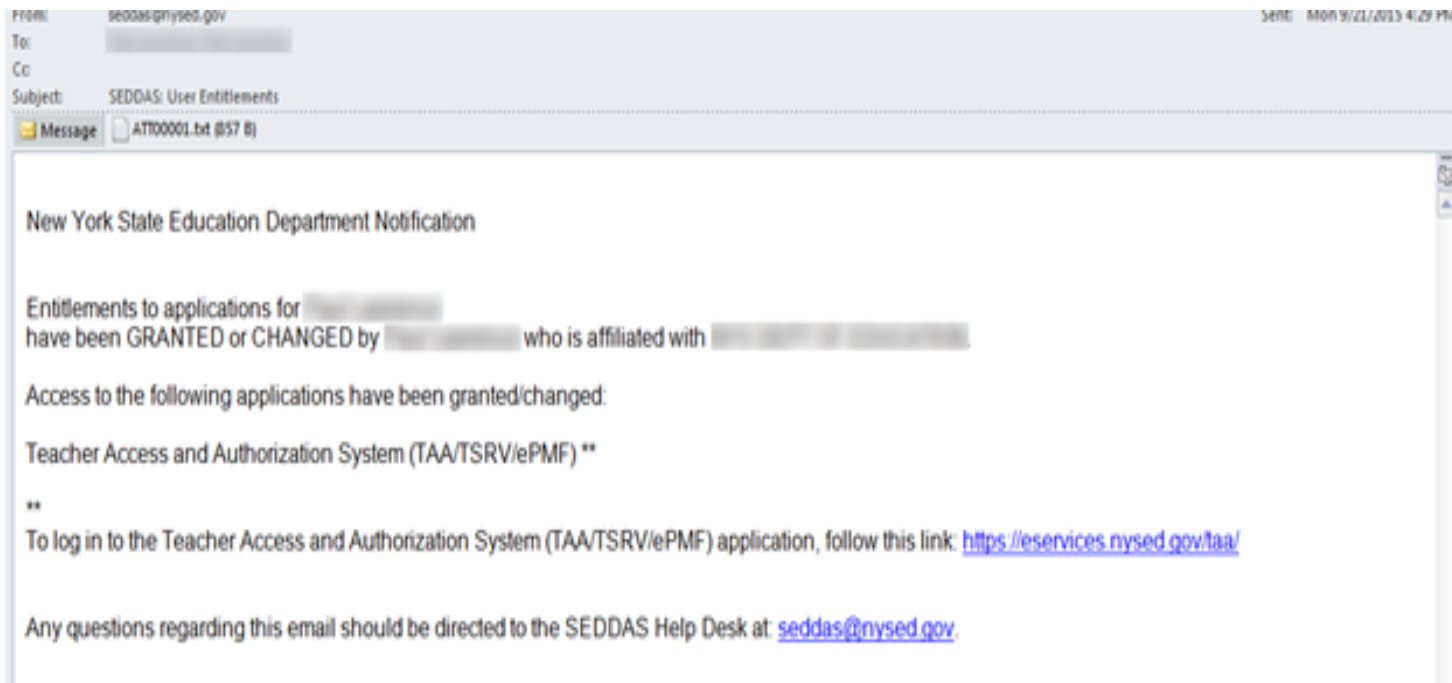 From: seddas@nysed.gov Sent: Mon 9/21/2015 4:29 PM
To:
Cc:
Subject: SEDDAS: User Entitlements
Message ATT00001.txt (857 B)
New York State Education Department Notification
Entitlements to applications for
have been GRANTED or CHANGED by who is affiliated with .
Access to the following applications have been granted/changed:
Teacher Access and Authorization System (TAA/TSRV/ePMF) **
**
To log in to the Teacher Access and Authorization System (TAA/TSRV/ePMF) application, follow this link: https://eservices.nysed.gov/taa/
Any questions regarding this email should be directed to the SEDDAS Help Desk at: seddas@nysed.gov.